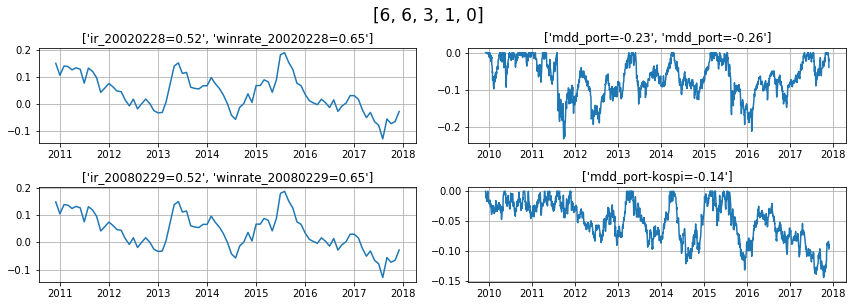 [6, 6, 3, 1, 0]
['ir_20020228=0.52', 'winrate_20020228=0.65']
0.2
0.1
0.0
−0.1
2011 2012 2013 2014 2015 2016 2017 2018
['mdd_port=-0.23', 'mdd_port=-0.26']
0.0
−0.1
−0.2
2010 2011 2012 2013 2014 2015 2016 2017 2018
['ir_20080229=0.52', 'winrate_20080229=0.65']
0.2
0.1
0.0
−0.1
2011 2012 2013 2014 2015 2016 2017 2018
['mdd_port-kospi=-0.14']
0.00
−0.05
−0.10
−0.15
2010 2011 2012 2013 2014 2015 2016 2017 2018